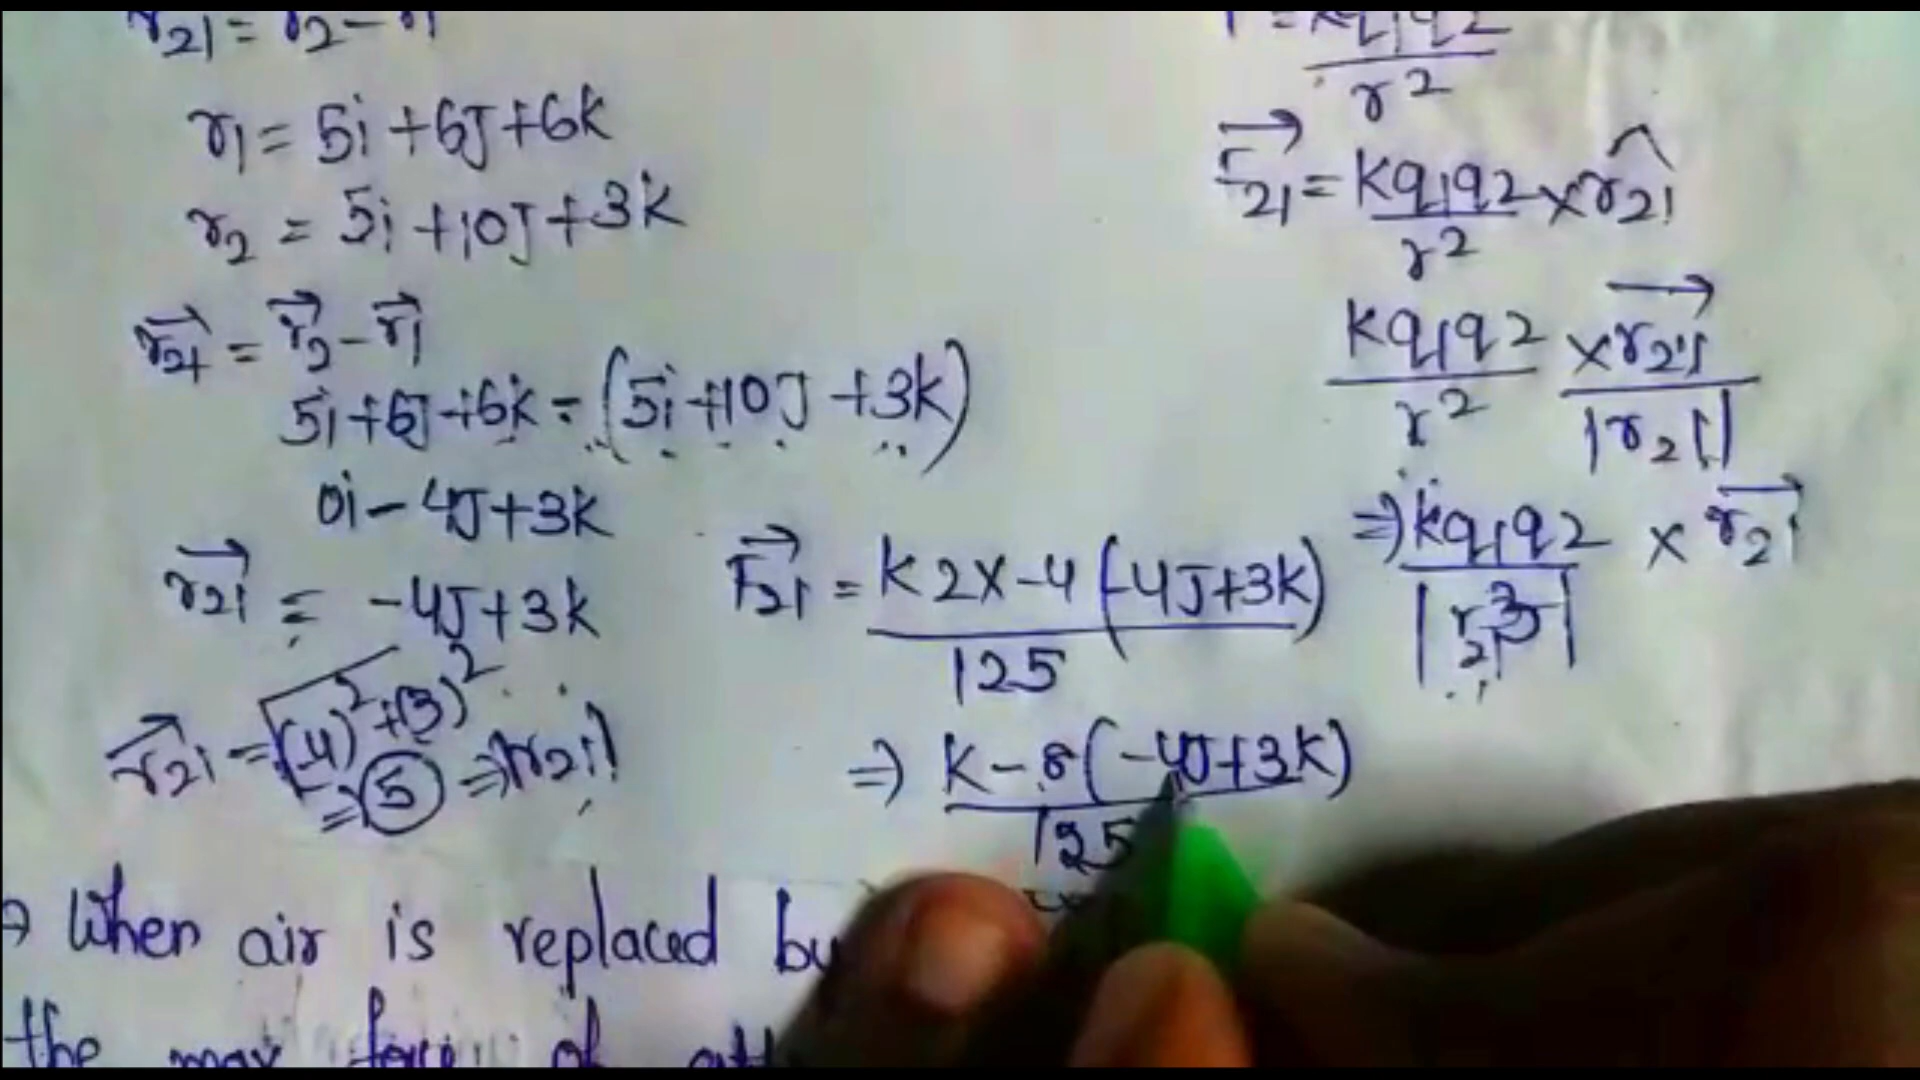 r21 = r2 - r1
r1 = 5i + 6J + 6k
r2 = 5i + 10J + 3k
r21 = r2 - r1
5i + 6J + 6k - (5i + 10J + 3k)
0i - 4J + 3k
r21 = -4J + 3k
r21 = √(4)² + (3)²
⇒ 5 ⇒ |r21|
F21 = k2x-4 (-4J+3k)
125
⇒ k - 8 (-4J+3k)
125
kq1q2
r2
F21 = kq1q2 × r̂21
r2
kq1q2 × r21
r2 |r21|
⇒ kq1q2 × r21
|r21³|
⇒ When air is replaced by
the max force of